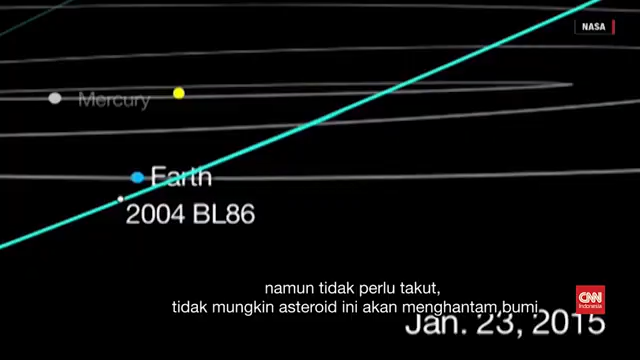 NASA
Mercury
Earth
2004 BL86
namun tidak perlu takut,
tidak mungkin asteroid ini akan menghantam bumi
CNN
Indonesia
Jan. 23, 2015